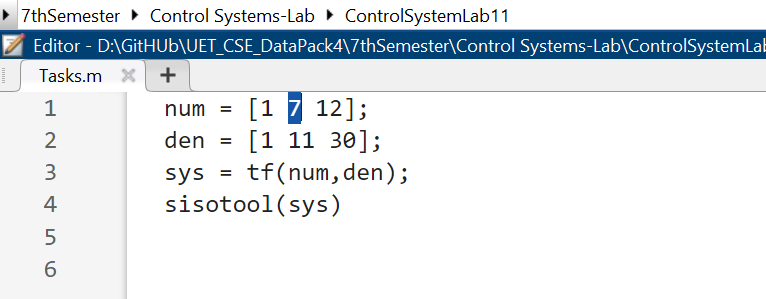 7thSemester ▸ Control Systems-Lab ▸ ControlSystemLab11
Editor - D:\GitHUb\UET_CSE_DataPack4\7thSemester\Control Systems-Lab\ControlSystemLab
Tasks.m × +
1 num = [1 7 12];
2 den = [1 11 30];
3 sys = tf(num,den);
4 sisotool(sys)
5
6